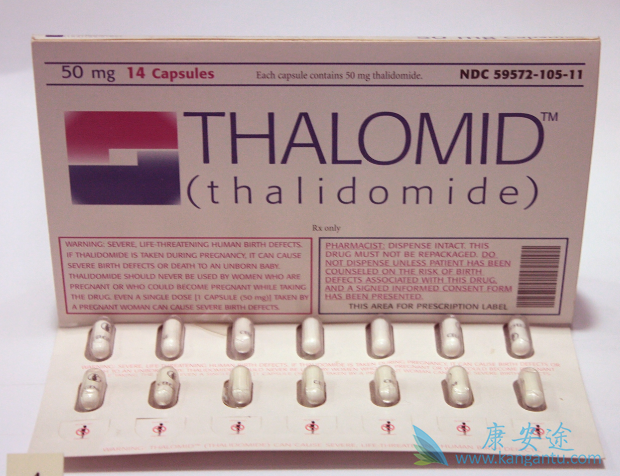 50 mg 14 Capsules Each capsule contains 50 mg thalidomide. NDC 59572-105-11
THALOMID™
(thalidomide)
Rx only
WARNING: SEVERE, LIFE-THREATENING HUMAN BIRTH DEFECTS.
IF THALIDOMIDE IS TAKEN DURING PREGNANCY, IT CAN CAUSE
SEVERE BIRTH DEFECTS OR DEATH TO AN UNBORN BABY.
THALIDOMIDE SHOULD NEVER BE USED BY WOMEN WHO ARE
PREGNANT OR WHO COULD BECOME PREGNANT WHILE TAKING
THE DRUG. EVEN A SINGLE DOSE [1 CAPSULE (50 mg)] TAKEN BY
A PREGNANT WOMAN CAN CAUSE SEVERE BIRTH DEFECTS.
PHARMACIST: DISPENSE INTACT. THIS
DRUG MUST NOT BE REPACKAGED. DO
NOT DISPENSE UNLESS PATIENT HAS BEEN
COUNSELED ON THE RISK OF BIRTH
DEFECTS ASSOCIATED WITH THIS DRUG,
AND A SIGNED INFORMED CONSENT FORM
HAS BEEN PRESENTED.
THIS AREA FOR PRESCRIPTION LABEL
康安途
www.kangantu.com